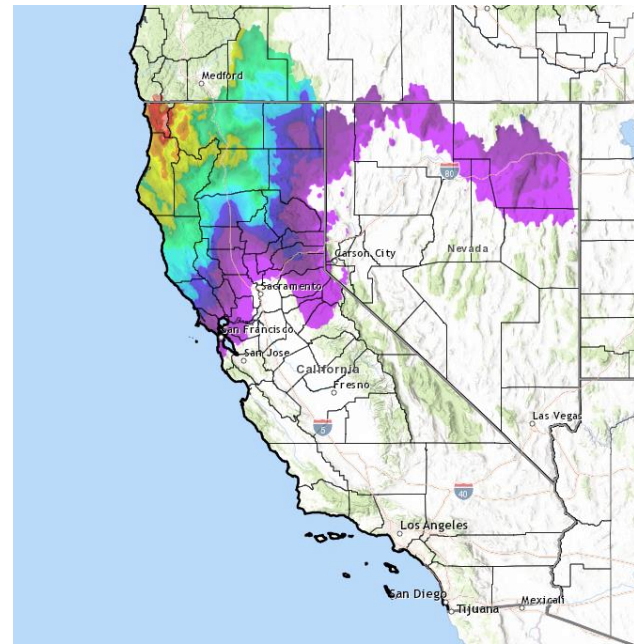 Medford
80
Nevada
Carson City
Sacramento
San Francisco
San Jose
California
Fresno
5
Las Vegas
40
Los Angeles
San Diego
Tijuana
Mexicali